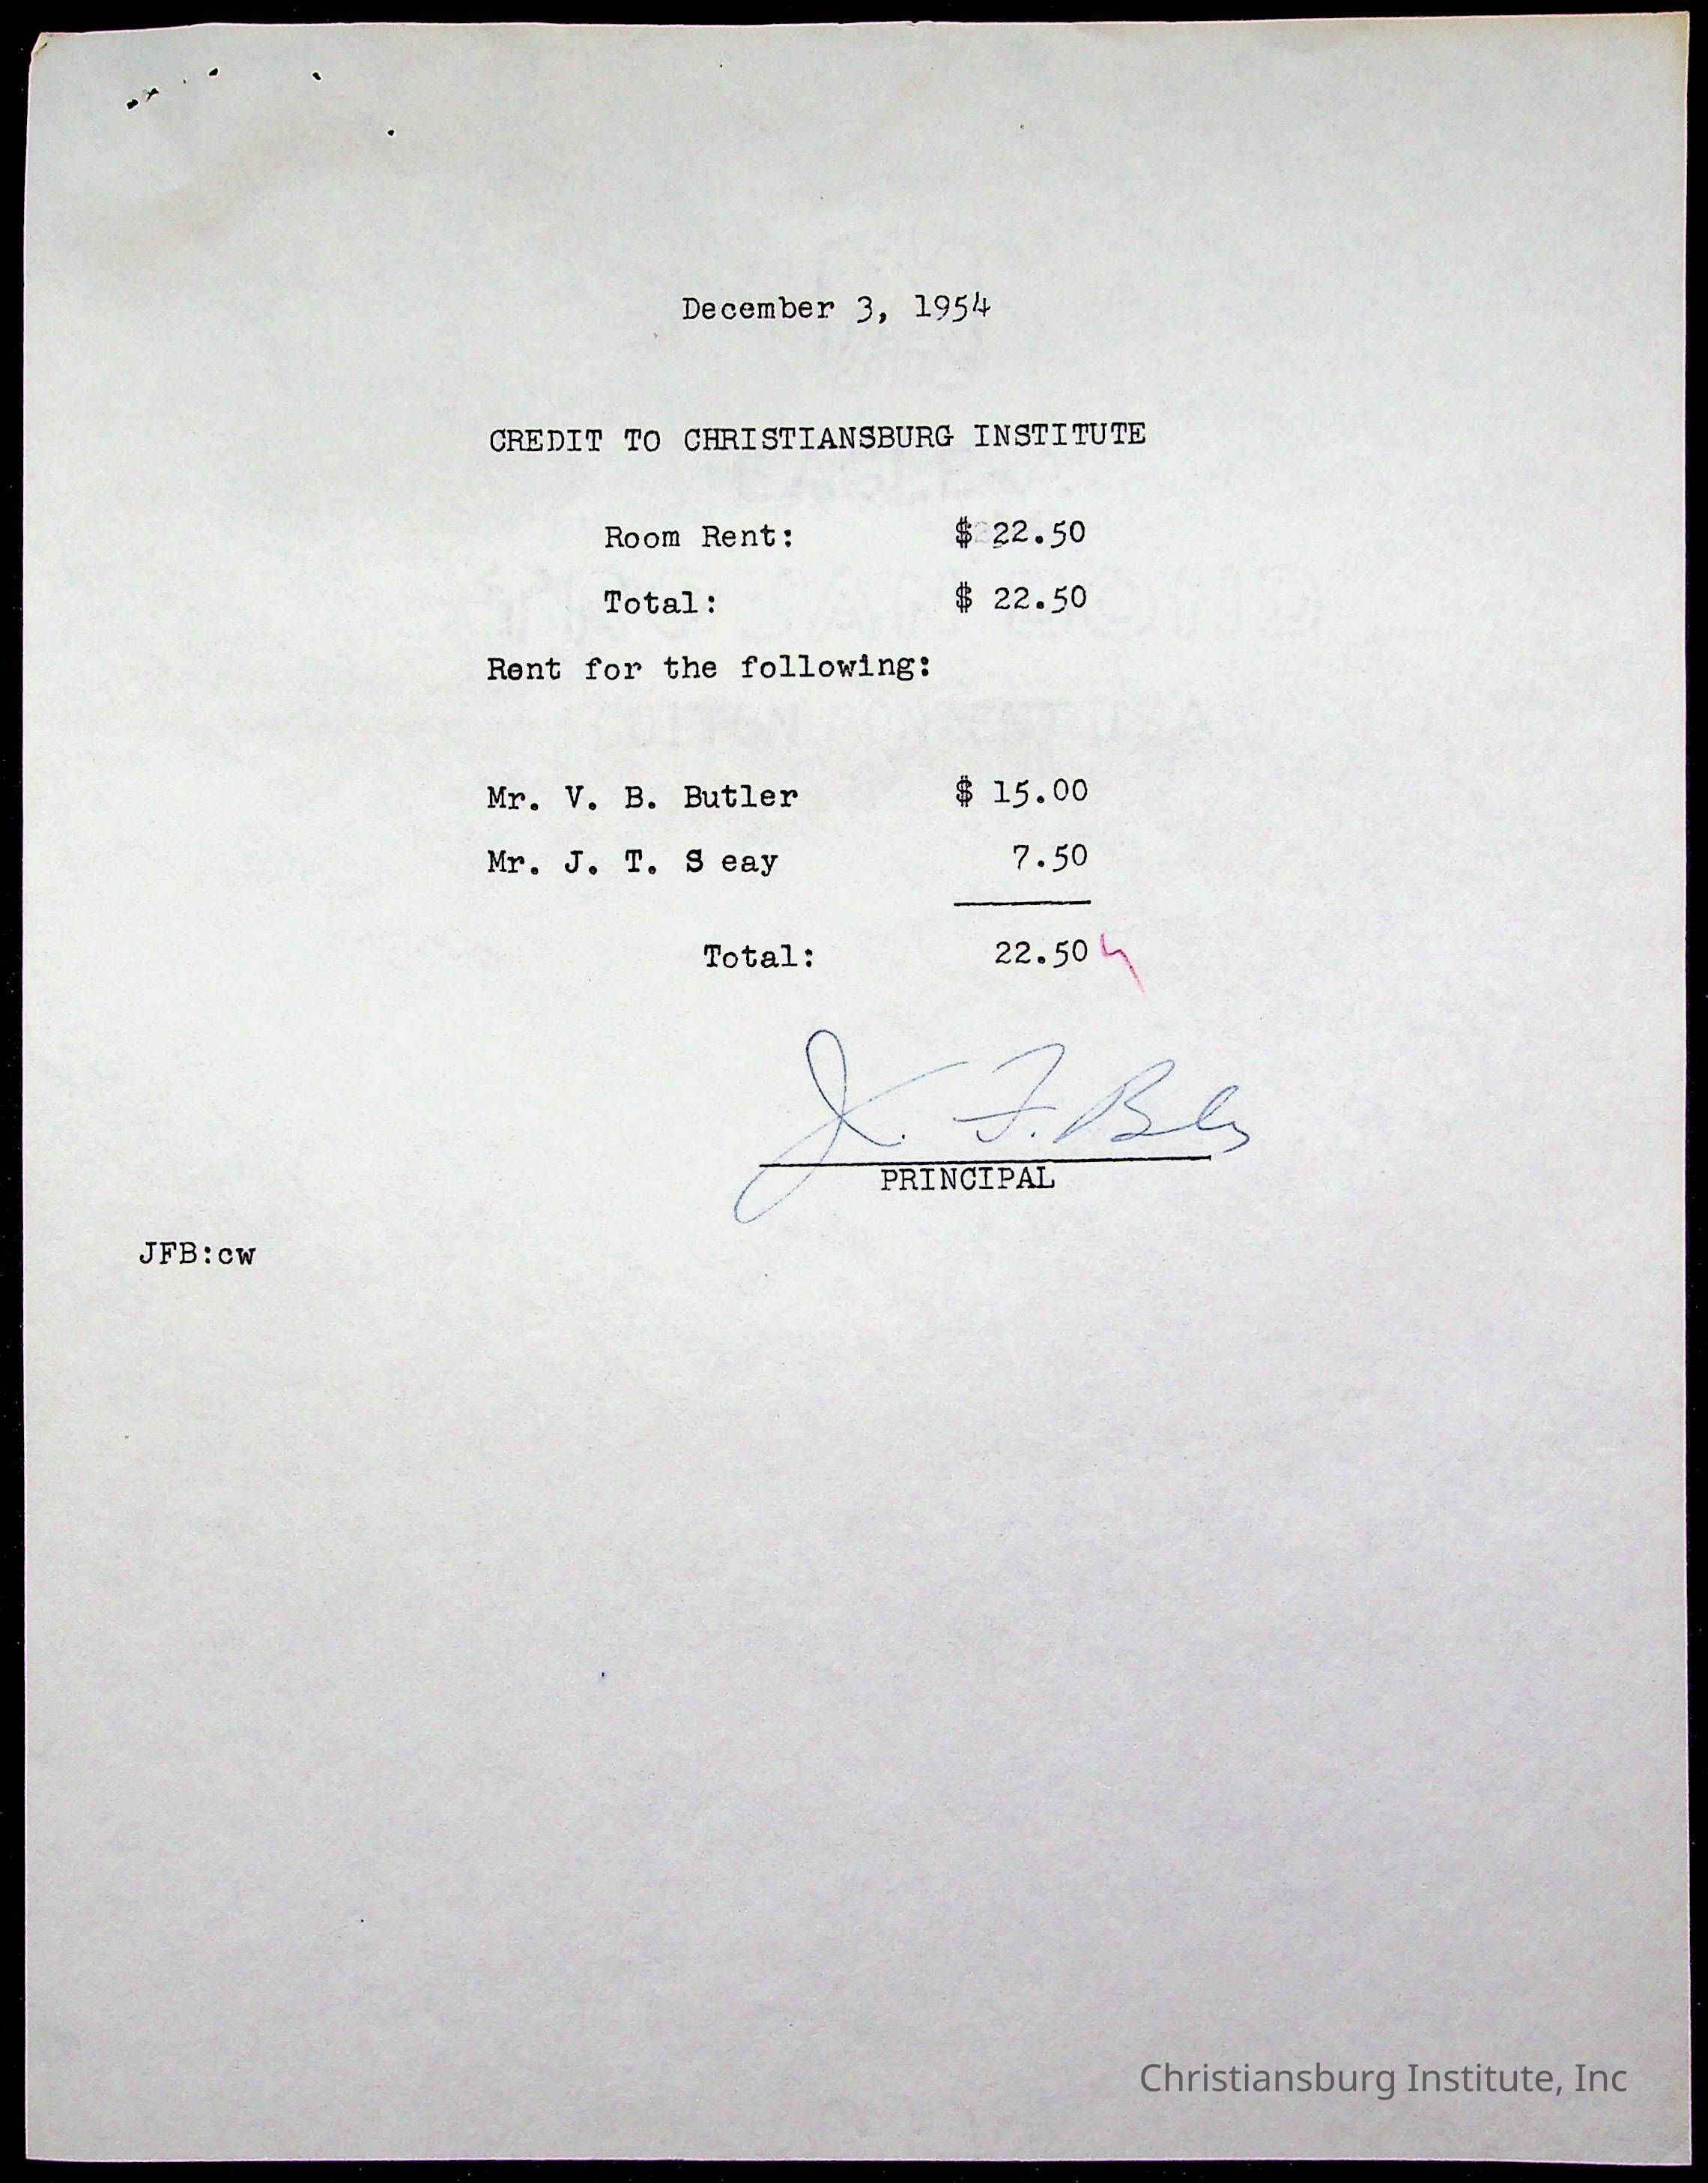 December 3, 1954
CREDIT TO CHRISTIANSBURG INSTITUTE
Room Rent: $ 22.50
Total: $ 22.50
Rent for the following:
Mr. V. B. Butler $ 15.00
Mr. J. T. S eay 7.50
Total: 22.50
J. F. B
PRINCIPAL
JFB:cw
Christiansburg Institute, Inc